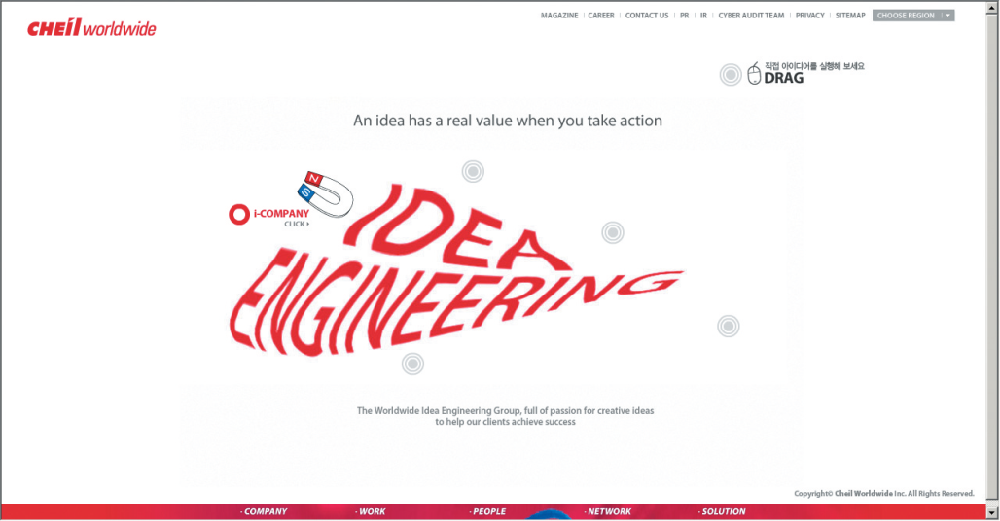 CHEIL worldwide
MAGAZINE | CAREER | CONTACT US | PR | IR | CYBER AUDIT TEAM | PRIVACY | SITEMAP
CHOOSE REGION
직접 아이디어를 실행해 보세요
DRAG
An idea has a real value when you take action
N
S
i-COMPANY
CLICK
IDEA
ENGINEERING
The Worldwide Idea Engineering Group, full of passion for creative ideas
to help our clients achieve success
Copyright© Cheil Worldwide Inc. All Rights Reserved.
· COMPANY · WORK · PEOPLE · NETWORK · SOLUTION